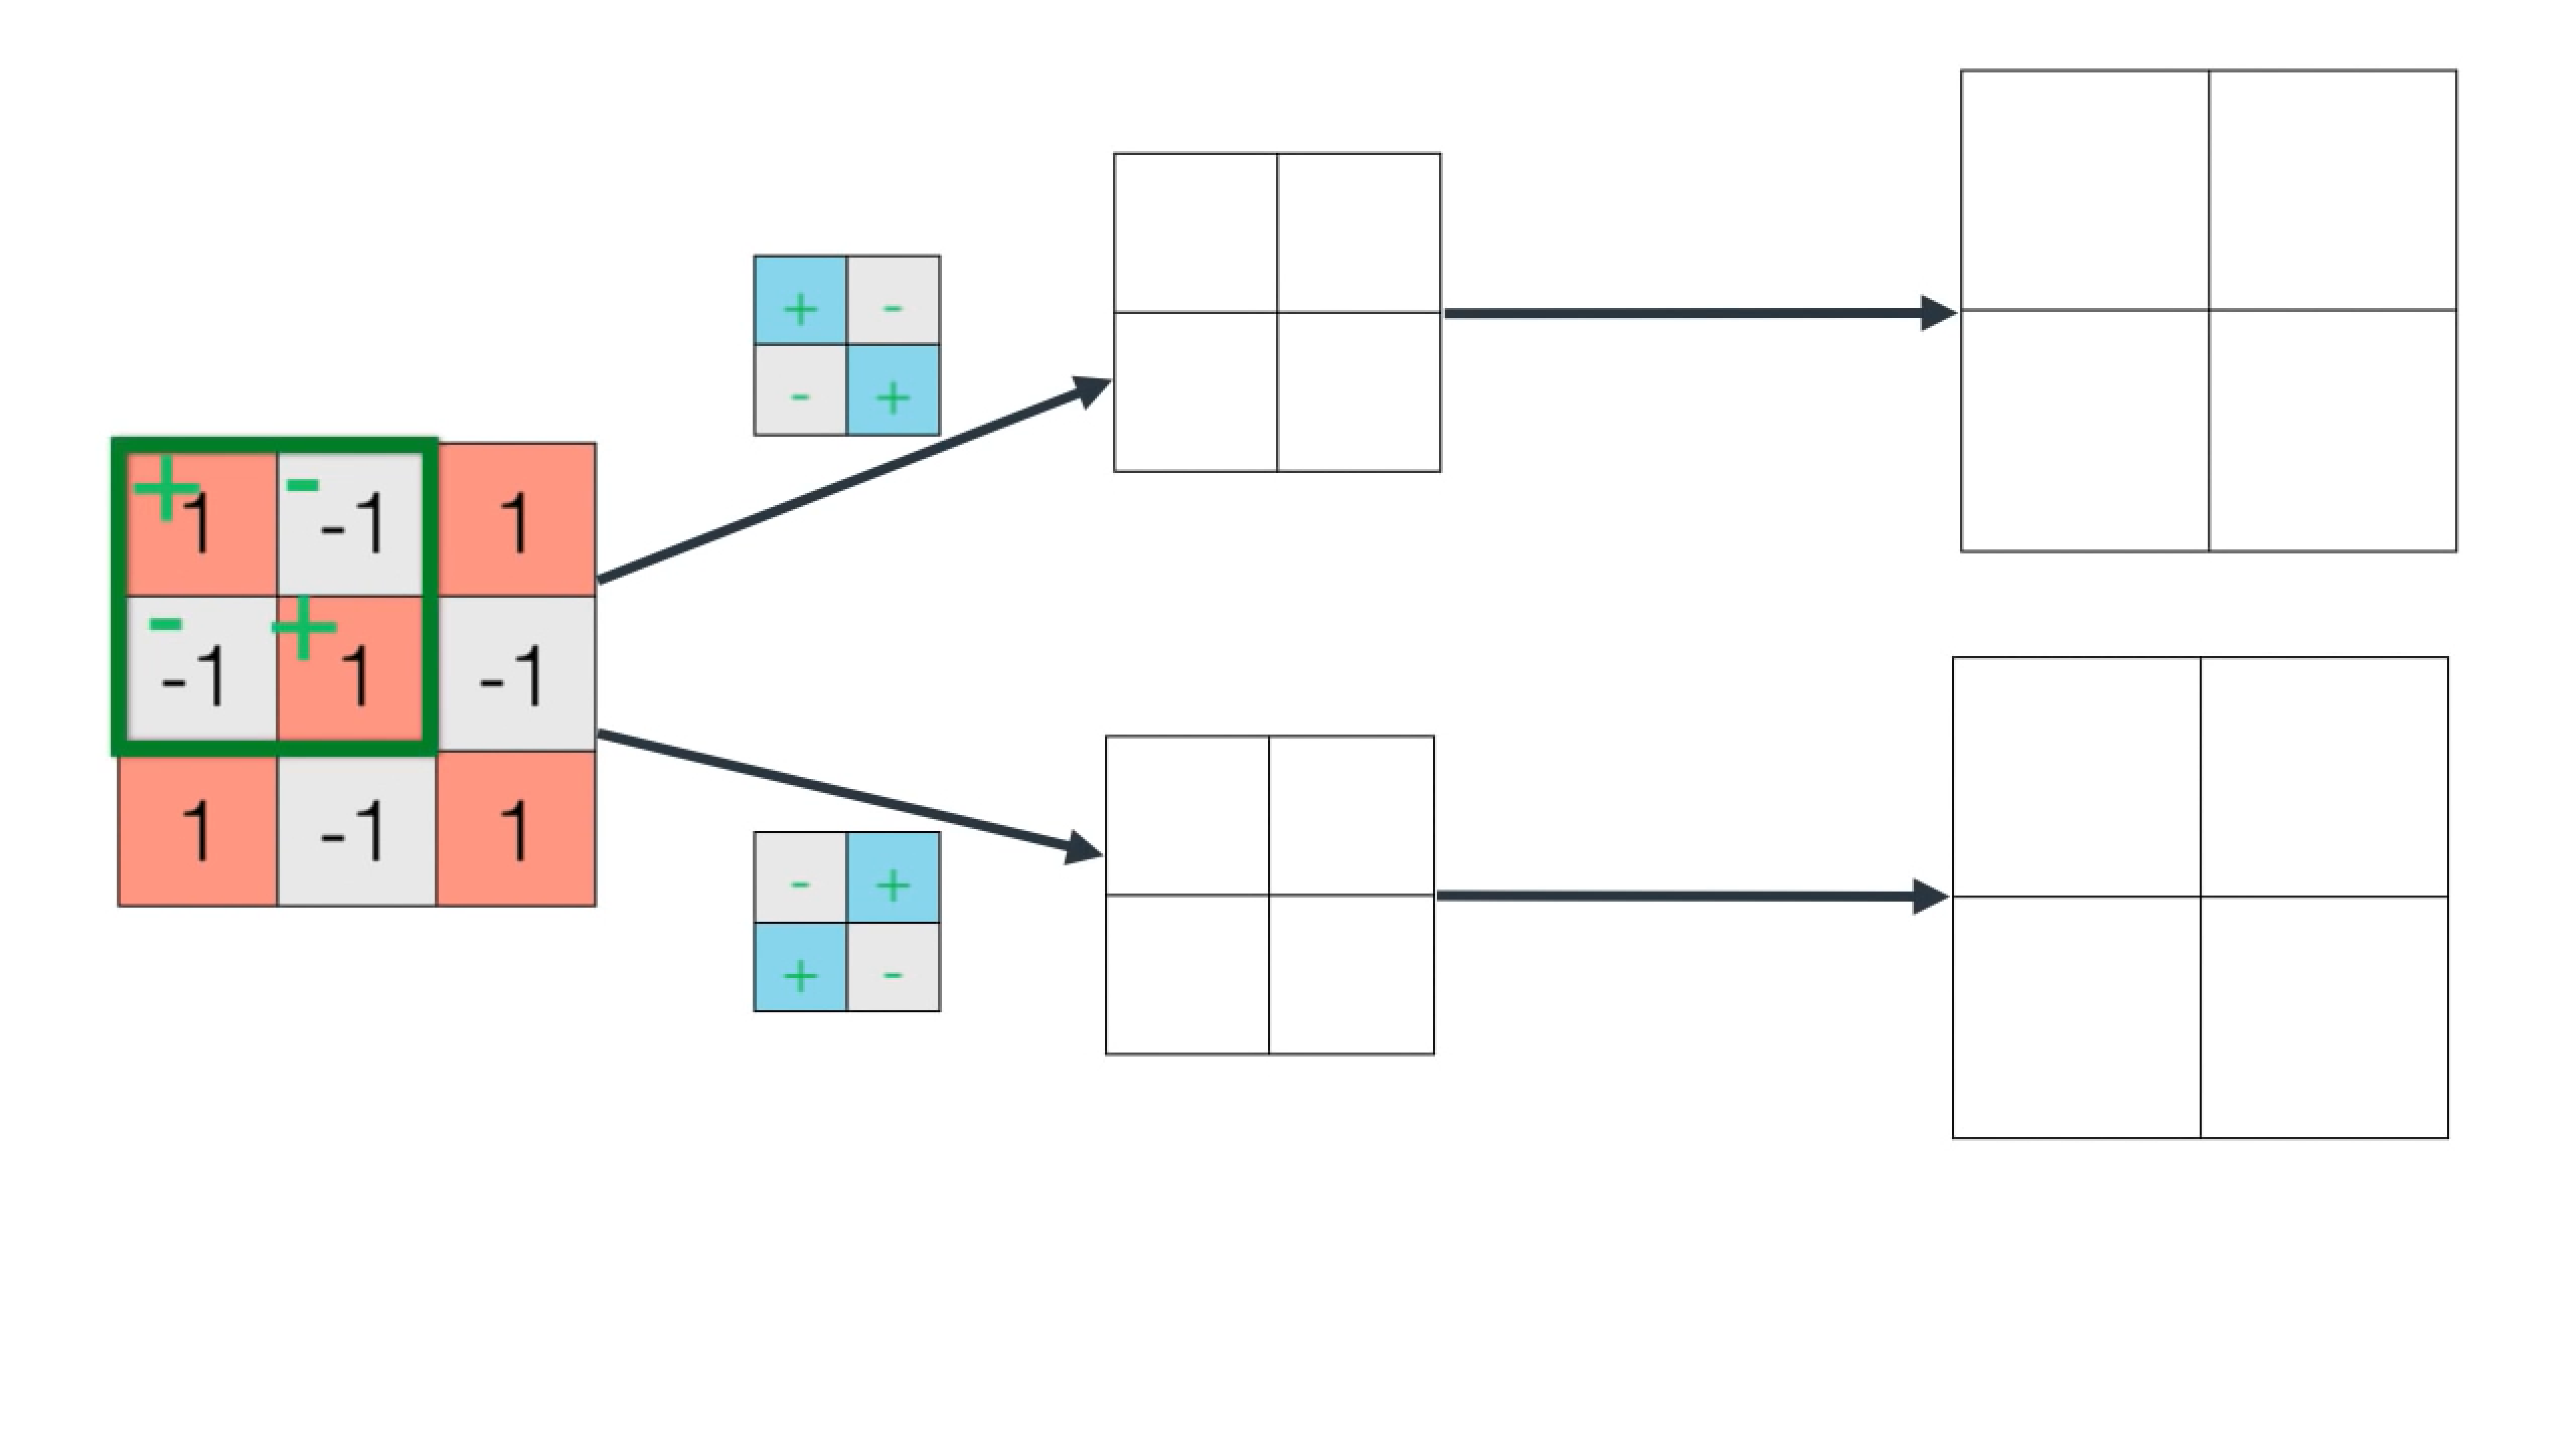 + -
- +
+1 -  -1 1
- -1 + 1 -1
1 -1 1
- +
+ -